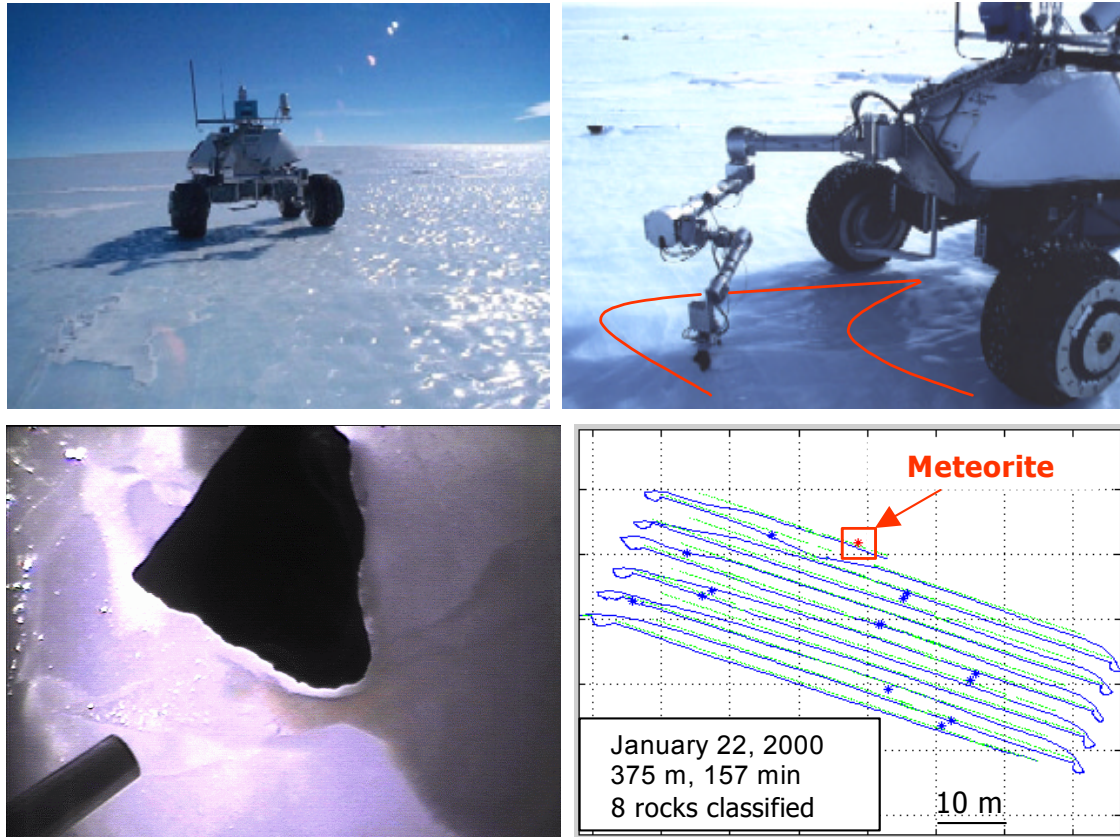 Meteorite
January 22, 2000
375 m, 157 min
8 rocks classified
10 m